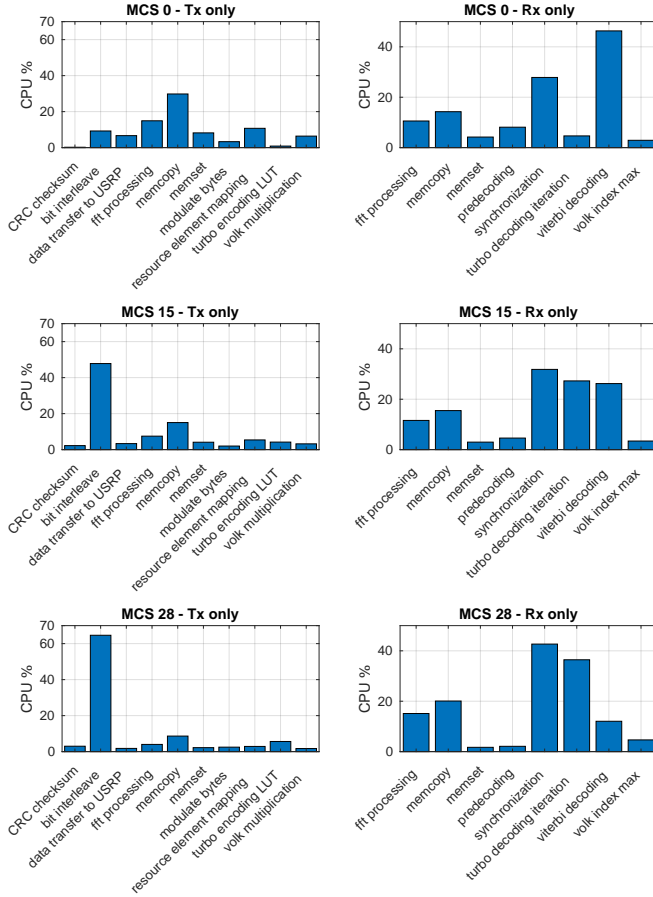 MCS 0 - Tx only
70
60
40
20
0
CPU %
CRC checksum
bit interleave
data transfer to USRP
fft processing
memcopy
memset
modulate bytes
resource element mapping
turbo encoding LUT
volk multiplication
MCS 0 - Rx only
40
20
0
CPU %
fft processing
memcopy
memset
predecoding
synchronization
turbo decoding iteration
viterbi decoding
volk index max
MCS 15 - Tx only
70
60
40
20
0
CPU %
CRC checksum
bit interleave
data transfer to USRP
fft processing
memcopy
memset
modulate bytes
resource element mapping
turbo encoding LUT
volk multiplication
MCS 15 - Rx only
40
20
0
CPU %
fft processing
memcopy
memset
predecoding
synchronization
turbo decoding iteration
viterbi decoding
volk index max
MCS 28 - Tx only
70
60
40
20
0
CPU %
CRC checksum
bit interleave
data transfer to USRP
fft processing
memcopy
memset
modulate bytes
resource element mapping
turbo encoding LUT
volk multiplication
MCS 28 - Rx only
40
20
0
CPU %
fft processing
memcopy
memset
predecoding
synchronization
turbo decoding iteration
viterbi decoding
volk index max